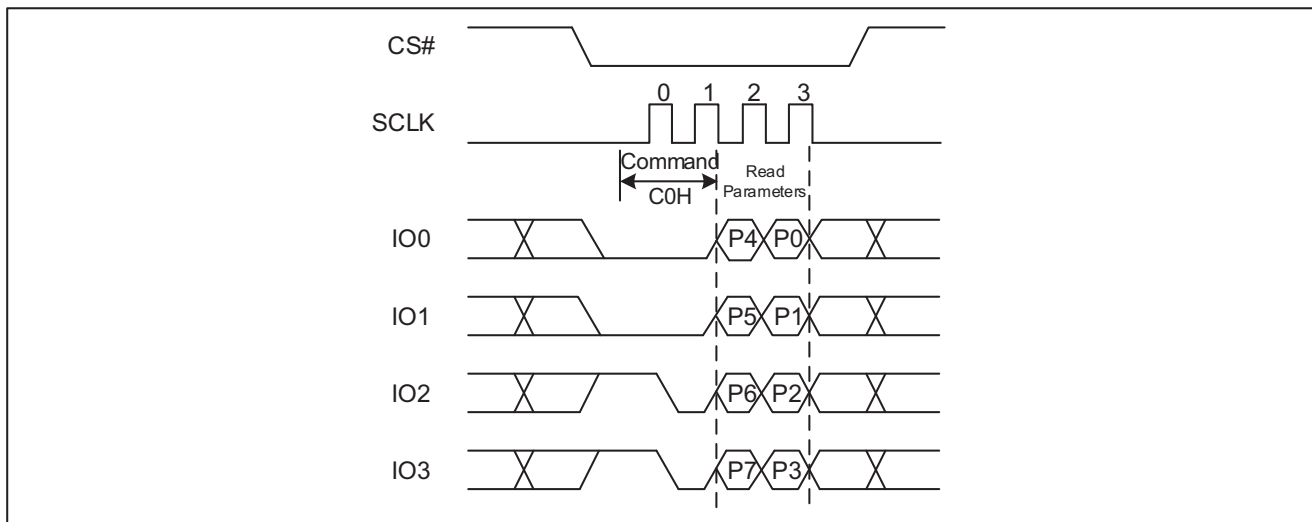 CS#
0 1 2 3
SCLK
Command
Read
Parameters
C0H
IO0
P4 P0
IO1
P5 P1
IO2
P6 P2
IO3
P7 P3